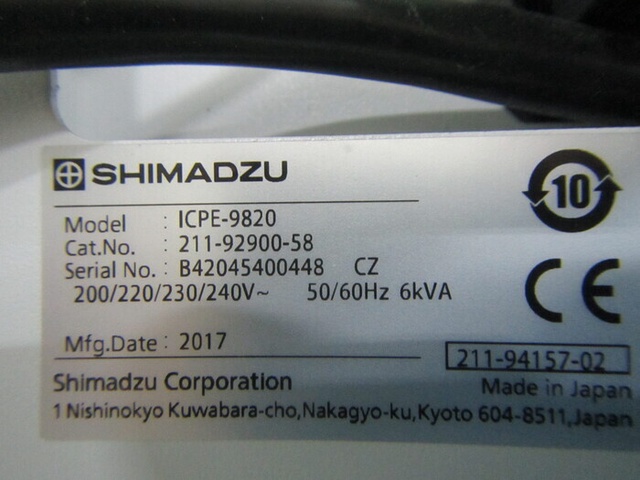 SHIMADZU
10
Model : ICPE-9820
Cat.No. : 211-92900-58
Serial No. : B42045400448 CZ
200/220/230/240V~ 50/60Hz 6kVA
CE
Mfg.Date : 2017
211-94157-02
Shimadzu Corporation
Made in Japan
1 Nishinokyo Kuwabara-cho,Nakagyo-ku,Kyoto 604-8511,Japan